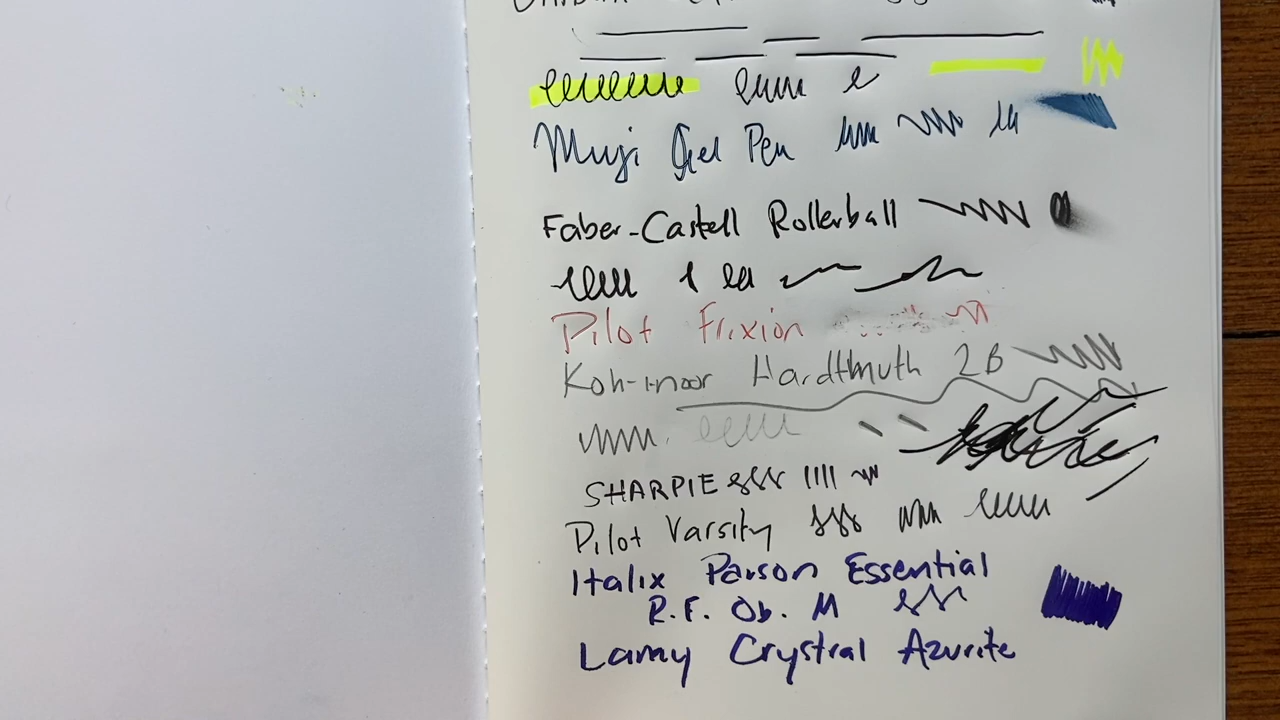 Muji Gel Pen
Faber-Castell Rollerball
Pilot Frixion
Koh-i-noor Hardtmuth 2B
SHARPIE
Pilot Varsity
Italix Parson Essential
R.F. Ob. M
Lamy Crystral Azurite